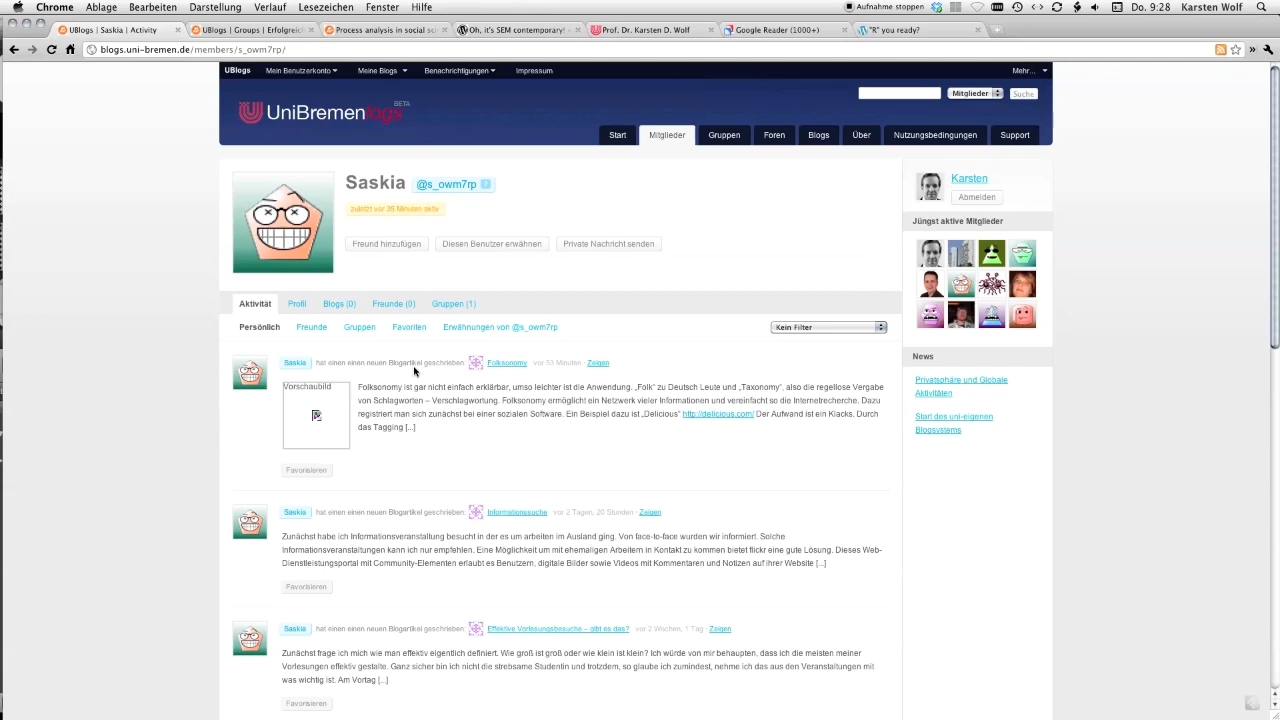 Chrome Ablage Bearbeiten Darstellung Verlauf Lesezeichen Fenster Hilfe Aufnahme stoppen Do. 9:28 Karsten Wolf
UBlogs | Saskia | Activity UBlogs | Groups | Erfolgreich Process analysis in social sc Oh, it's SEM contemporary! Prof. Dr. Karsten D. Wolf Google Reader (1000+) "R" you ready?
blogs.uni-bremen.de/members/s_owm7rp/
UBlogs Mein Benutzerkonto Meine Blogs Benachrichtigungen Impressum Mehr...
Mitglieder Suche
UniBremenlogs BETA
Start Mitglieder Gruppen Foren Blogs Über Nutzungsbedingungen Support
Saskia @s_owm7rp ?
zuletzt vor 35 Minuten aktiv
Freund hinzufügen Diesen Benutzer erwähnen Private Nachricht senden
Karsten
Abmelden
Jüngst aktive Mitglieder
Aktivität Profil Blogs (0) Freunde (0) Gruppen (1)
Persönlich Freunde Gruppen Favoriten Erwähnungen von @s_owm7rp Kein Filter
News
Privatsphäre und Globale
Aktivitäten
Start des uni-eigenen
Blogsystems
Saskia hat einen einen neuen Blogartikel geschrieben: Folksonomy vor 53 Minuten · Zeigen
Vorschaubild
Folksonomy ist gar nicht einfach erklärbar, umso leichter ist die Anwendung. „Folk" zu Deutsch Leute und „Taxonomy", also die regellose Vergabe
von Schlagworten – Verschlagwortung. Folksonomy ermöglicht ein Netzwerk vieler Informationen und vereinfacht so die Internetrecherche. Dazu
registriert man sich zunächst bei einer sozialen Software. Ein Beispiel dazu ist „Delicious" http://delicious.com/ Der Aufwand ist ein Klacks. Durch
das Tagging [...]
Favorisieren
Saskia hat einen einen neuen Blogartikel geschrieben: Informationssuche vor 2 Tagen, 20 Stunden · Zeigen
Zunächst habe ich Informationsveranstaltung besucht in der es um arbeiten im Ausland ging. Von face-to-face wurden wir informiert. Solche
Informationsveranstaltungen kann ich nur empfehlen. Eine Möglichkeit um mit ehemaligen Arbeitern in Kontakt zu kommen bietet flickr eine gute Lösung. Dieses Web-
Dienstleistungsportal mit Community-Elementen erlaubt es Benutzern, digitale Bilder sowie Videos mit Kommentaren und Notizen auf ihrer Website [...]
Favorisieren
Saskia hat einen einen neuen Blogartikel geschrieben: Effektive Vorlesungsbesuche – gibt es das? vor 2 Wochen, 1 Tag · Zeigen
Zunächst frage ich mich wie man effektiv eigentlich definiert. Wie groß ist groß oder wie klein ist klein? Ich würde von mir behaupten, dass ich die meisten meiner
Vorlesungen effektiv gestalte. Ganz sicher bin ich nicht die strebsame Studentin und trotzdem, so glaube ich zumindest, nehme ich das aus den Veranstaltungen mit
was wichtig ist. Am Vortag [...]
Favorisieren